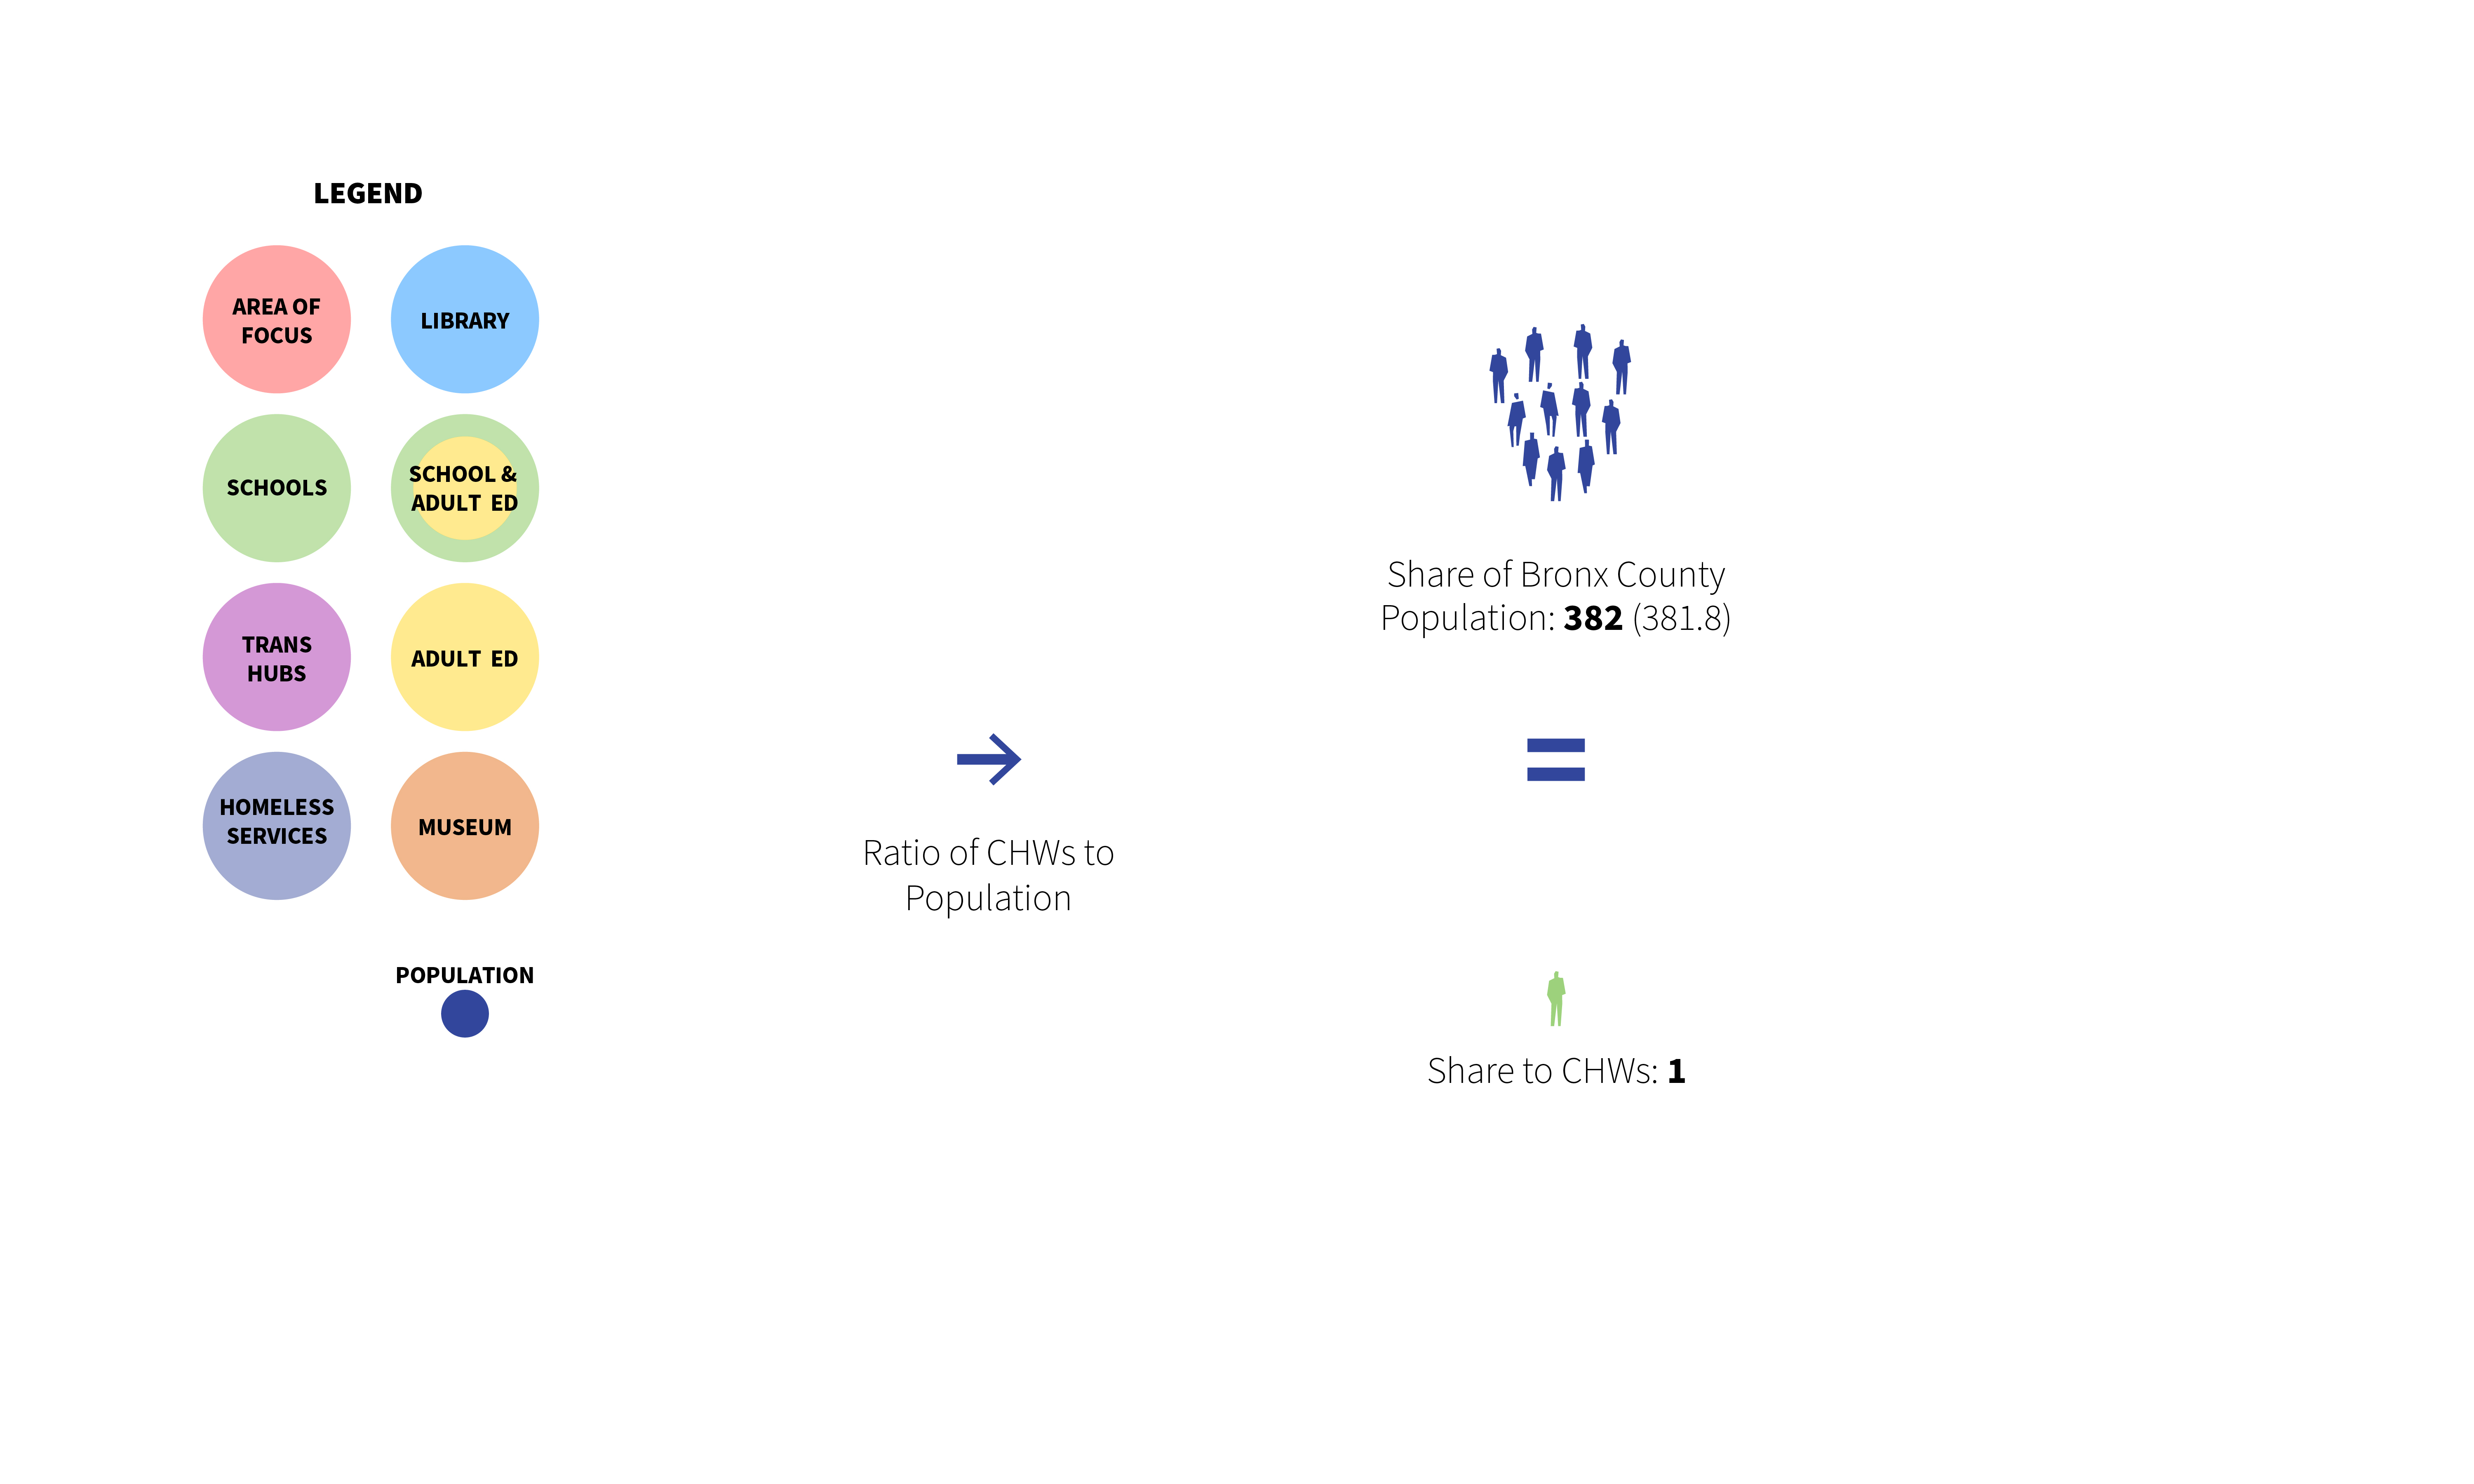 LEGEND
AREA OF
FOCUS
LIBRARY
SCHOOLS
SCHOOL &
ADULT ED
TRANS
HUBS
ADULT ED
HOMELESS
SERVICES
MUSEUM
POPULATION
Ratio of CHWs to
Population
Share of Bronx County
Population: 382 (381.8)
Share to CHWs: 1